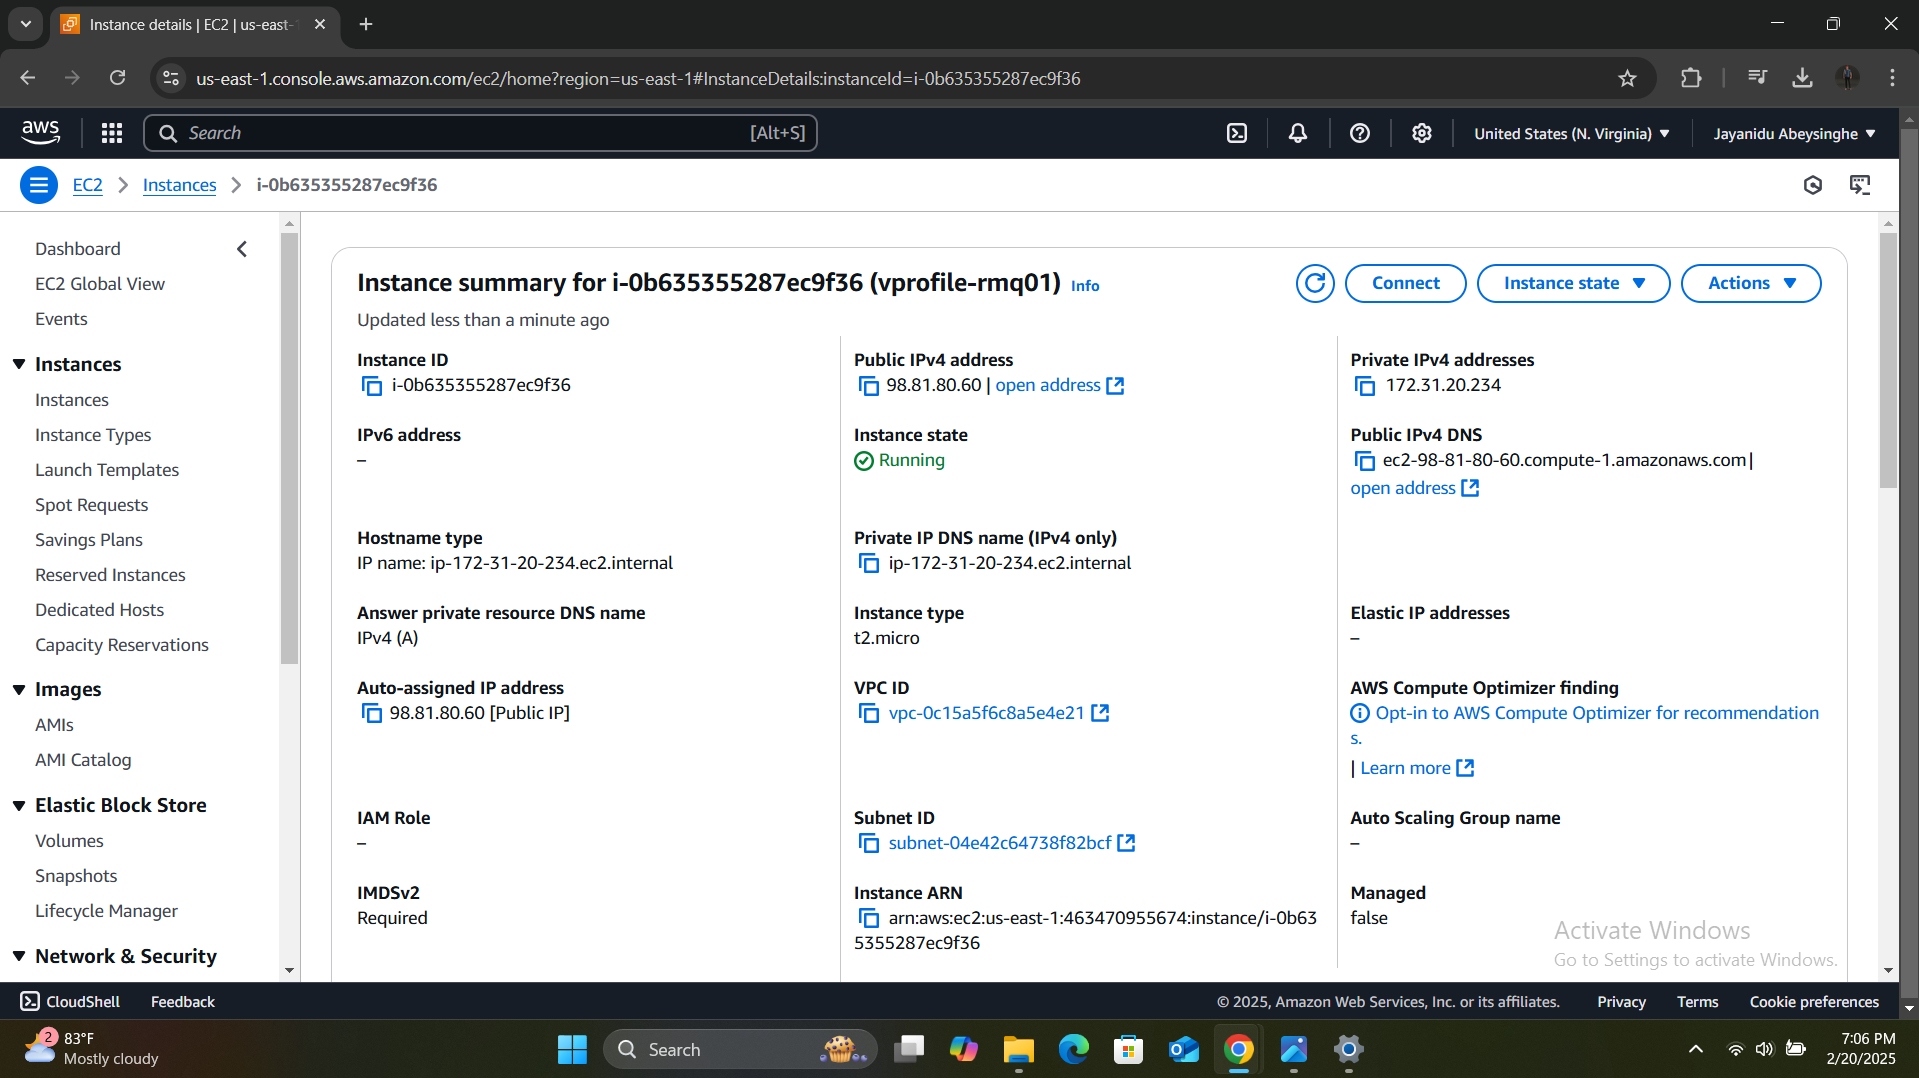 Instance details | EC2 | us-east-
us-east-1.console.aws.amazon.com/ec2/home?region=us-east-1#InstanceDetails:instanceId=i-0b635355287ec9f36
aws
Search [Alt+S]
United States (N. Virginia)
Jayanidu Abeysinghe
EC2
Instances
i-0b635355287ec9f36
Dashboard
EC2 Global View
Events
Instances
Instances
Instance Types
Launch Templates
Spot Requests
Savings Plans
Reserved Instances
Dedicated Hosts
Capacity Reservations
Images
AMIs
AMI Catalog
Elastic Block Store
Volumes
Snapshots
Lifecycle Manager
Network & Security
Instance summary for i-0b635355287ec9f36 (vprofile-rmq01) Info
Updated less than a minute ago
Connect
Instance state
Actions
Instance ID
i-0b635355287ec9f36
Public IPv4 address
98.81.80.60 | open address
Private IPv4 addresses
172.31.20.234
IPv6 address
–
Instance state
Running
Public IPv4 DNS
ec2-98-81-80-60.compute-1.amazonaws.com |
open address
Hostname type
IP name: ip-172-31-20-234.ec2.internal
Private IP DNS name (IPv4 only)
ip-172-31-20-234.ec2.internal
Answer private resource DNS name
IPv4 (A)
Instance type
t2.micro
Elastic IP addresses
–
Auto-assigned IP address
98.81.80.60 [Public IP]
VPC ID
vpc-0c15a5f6c8a5e4e21
AWS Compute Optimizer finding
Opt-in to AWS Compute Optimizer for recommendation
s.
| Learn more
IAM Role
–
Subnet ID
subnet-04e42c64738f82bcf
Auto Scaling Group name
–
IMDSv2
Required
Instance ARN
arn:aws:ec2:us-east-1:463470955674:instance/i-0b63
5355287ec9f36
Managed
false
Activate Windows
Go to Settings to activate Windows.
CloudShell
Feedback
© 2025, Amazon Web Services, Inc. or its affiliates.
Privacy
Terms
Cookie preferences
2
83°F
Mostly cloudy
Search
7:06 PM
2/20/2025